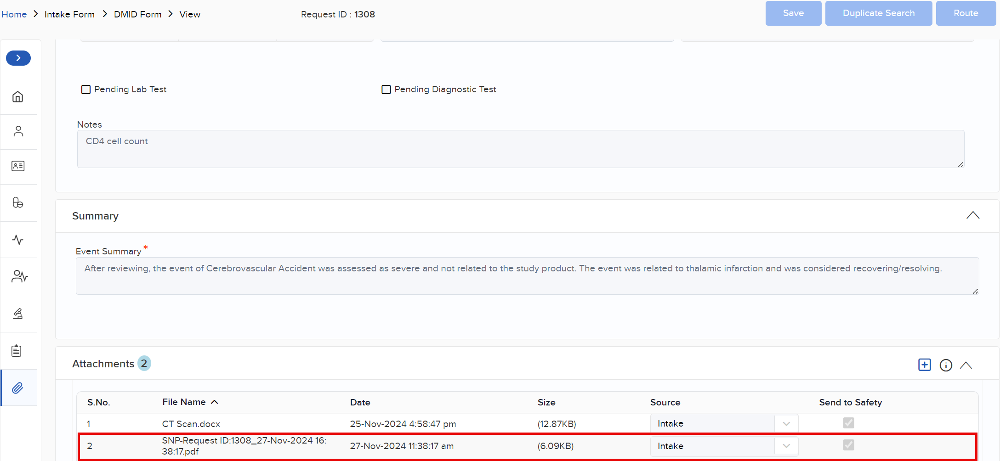 Home > Intake Form > DMID Form > View Request ID : 1308 Save Duplicate Search Route
Pending Lab Test Pending Diagnostic Test
Notes
CD4 cell count
Summary
Event Summary *
After reviewing, the event of Cerebrovascular Accident was assessed as severe and not related to the study product. The event was related to thalamic infarction and was considered recovering/resolving.
Attachments 2
S.No. File Name Date Size Source Send to Safety
1 CT Scan.docx 25-Nov-2024 4:58:47 pm (12.87KB) Intake
2 SNP-Request ID:1308_27-Nov-2024 16:
38:17.pdf 27-Nov-2024 11:38:17 am (6.09KB) Intake